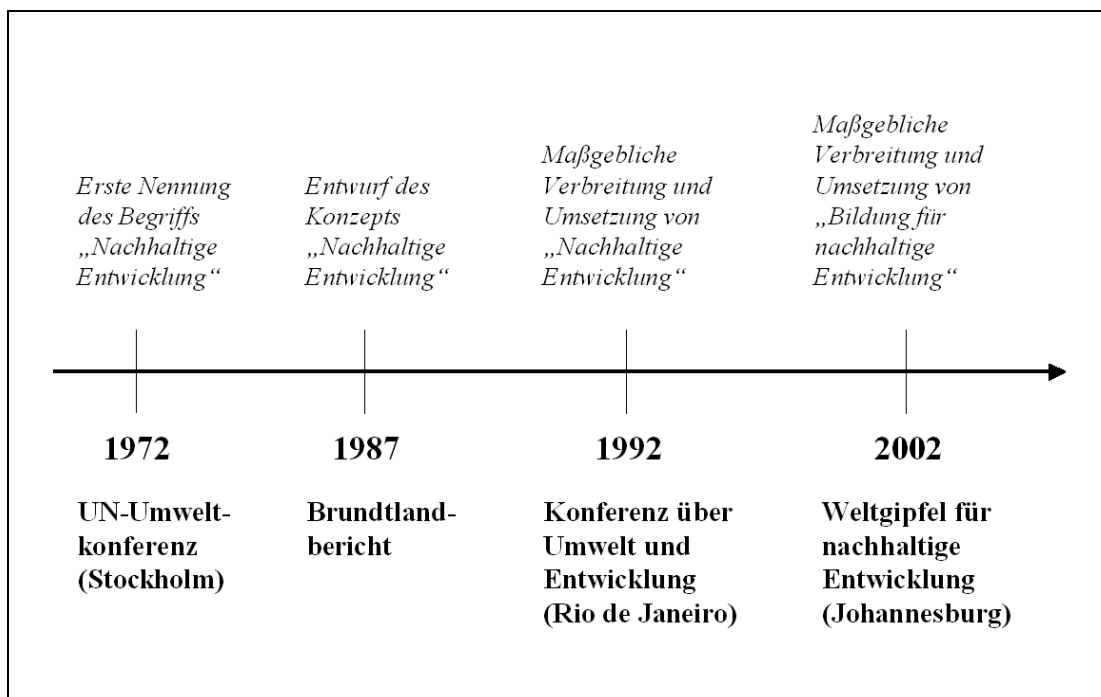 Erste Nennung
des Begriffs
„Nachhaltige
Entwicklung“
Entwurf des
Konzepts
„Nachhaltige
Entwicklung“
Maßgebliche
Verbreitung und
Umsetzung von
„Nachhaltige
Entwicklung“
Maßgebliche
Verbreitung und
Umsetzung von
„Bildung für
nachhaltige
Entwicklung“
1972
1987
1992
2002
UN-Umwelt-
konferenz
(Stockholm)
Brundtland-
bericht
Konferenz über
Umwelt und
Entwicklung
(Rio de Janeiro)
Weltgipfel für
nachhaltige
Entwicklung
(Johannesburg)